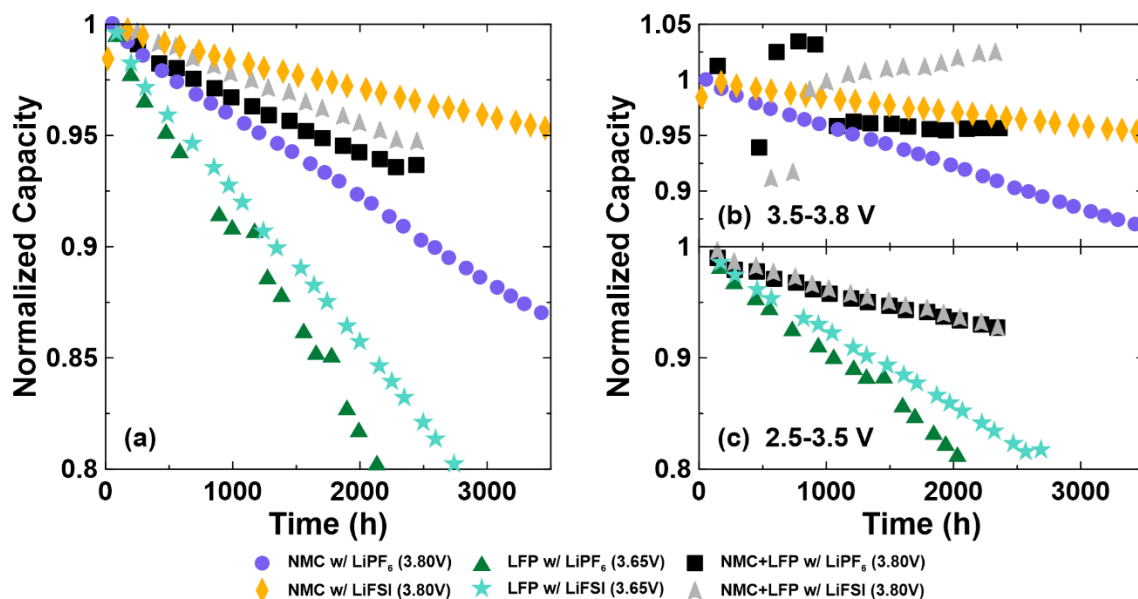 1
0.95
0.9
0.85
0.8
Normalized Capacity
(a)
0 1000 2000 3000
Time (h)
1.05
1
0.95
0.9
(b) 3.5-3.8 V
1
0.9
0.8
Normalized Capacity
(c) 2.5-3.5 V
0 1000 2000 3000
Time (h)
NMC w/ LiPF₆ (3.80V) LFP w/ LiPF₆ (3.65V) NMC+LFP w/ LiPF₆ (3.80V)
NMC w/ LiFSI (3.80V) LFP w/ LiFSI (3.65V) NMC+LFP w/ LiFSI (3.80V)